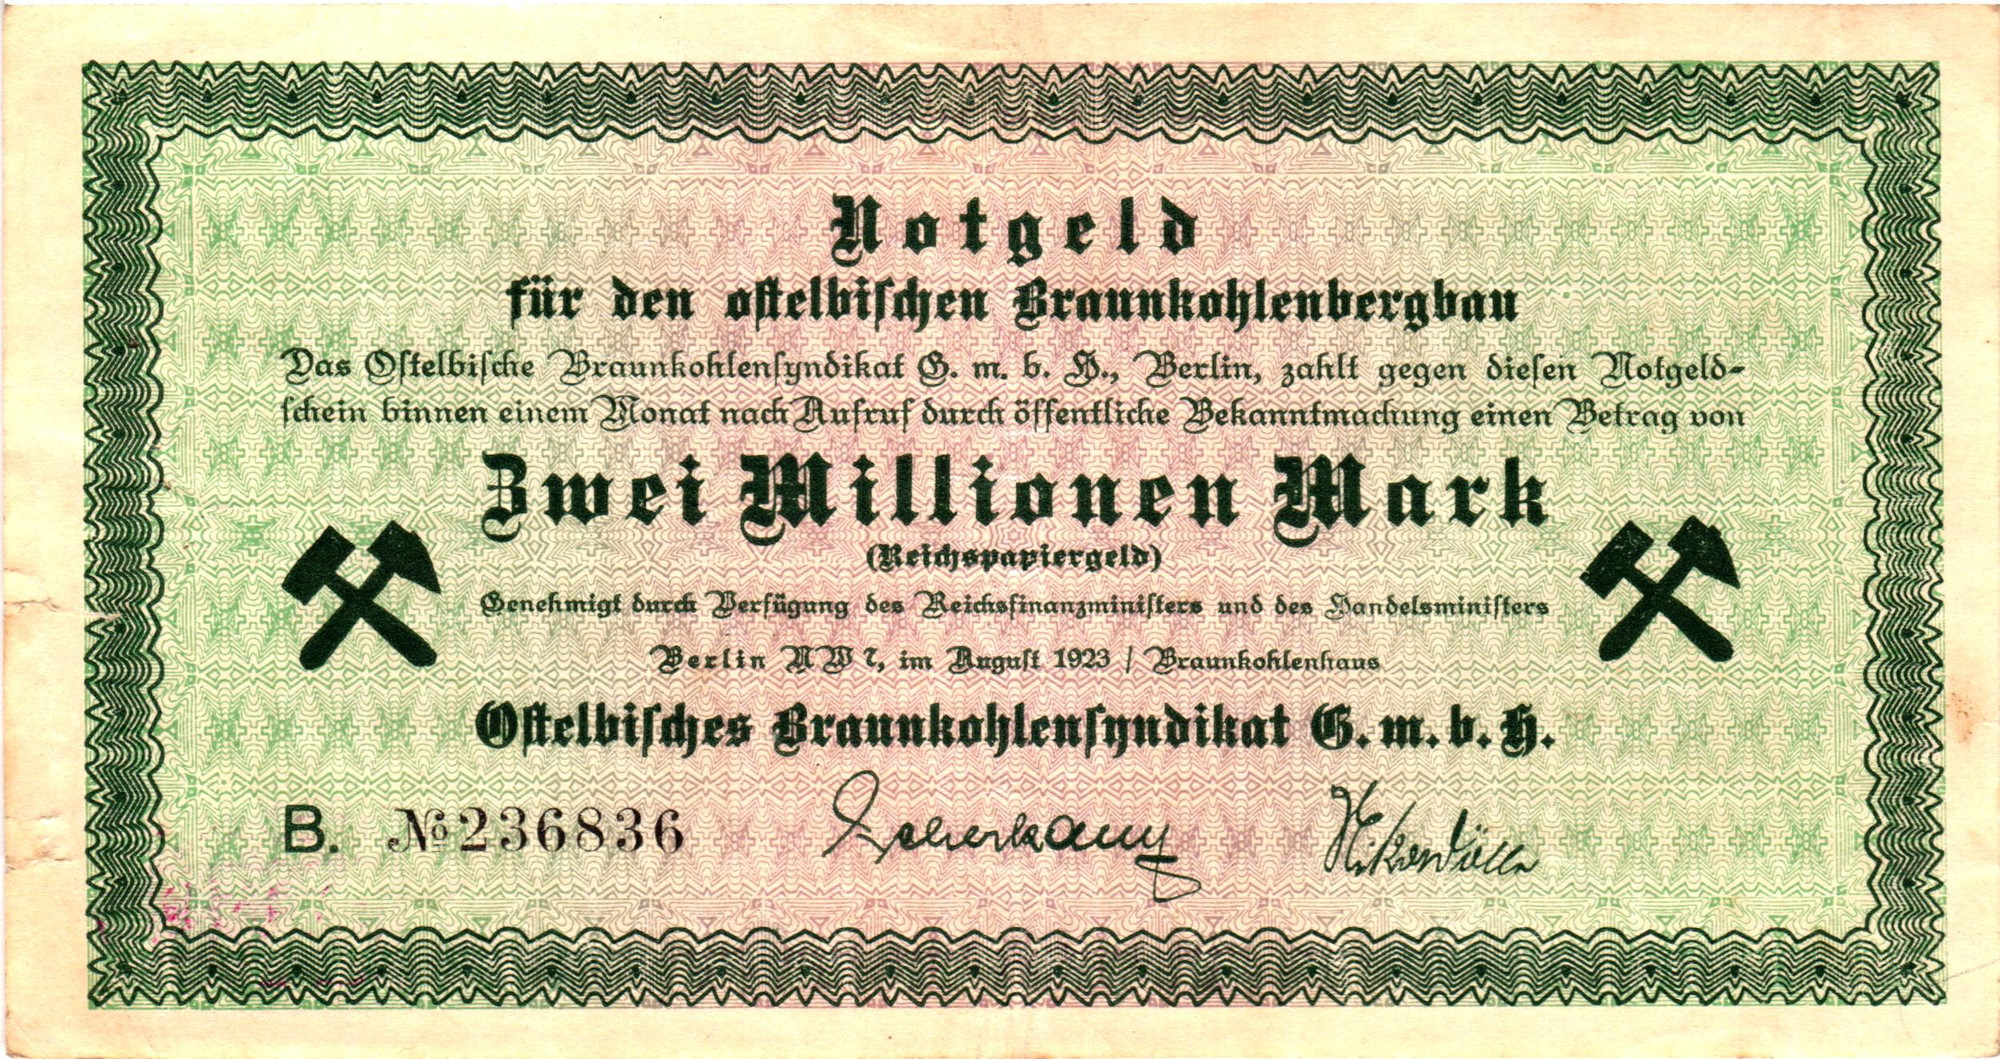 Notgeld
für den ostelbischen Braunkohlenbergbau
Das Ostelbische Braunkohlensyndikat G. m. b. H., Berlin, zahlt gegen diesen Notgeld-
schein binnen einem Monat nach Aufruf durch öffentliche Bekanntmachung einen Betrag von
Zwei Millionen Mark
(Reichspapiergeld)
Genehmigt durch Verfügung des Reichsfinanzministers und des Handelsministers
Berlin NW 7, im August 1923 / Braunkohlenhaus
Ostelbisches Braunkohlensyndikat G. m. b. H.
B. № 236836